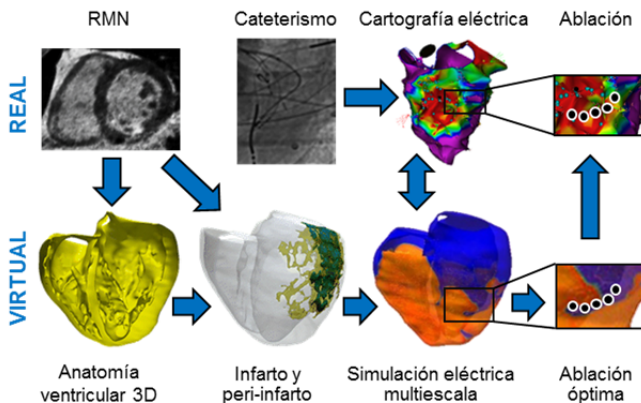 RMN
Cateterismo
Cartografía eléctrica
Ablación
REAL
VIRTUAL
Anatomía
ventricular 3D
Infarto y
peri-infarto
Simulación eléctrica
multiescala
Ablación
óptima